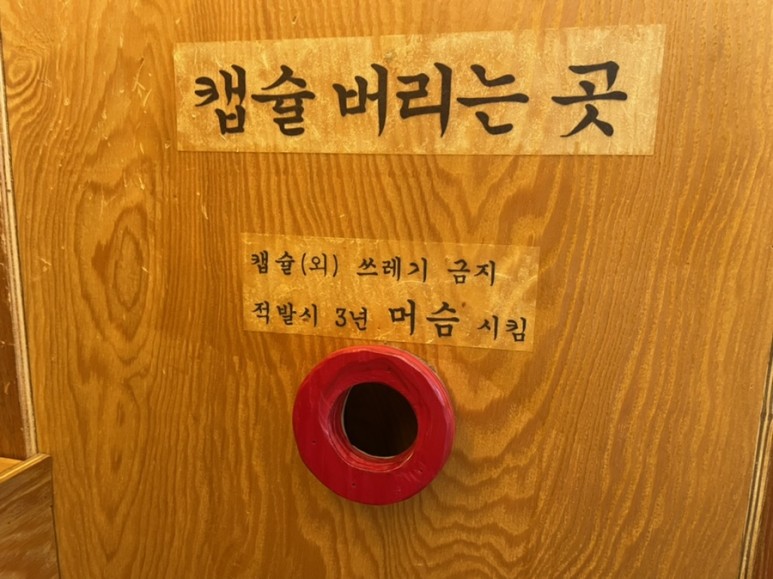 캡슐 버리는 곳
캡슐(외) 쓰레기 금지
적발시 3년 머슴 시킴